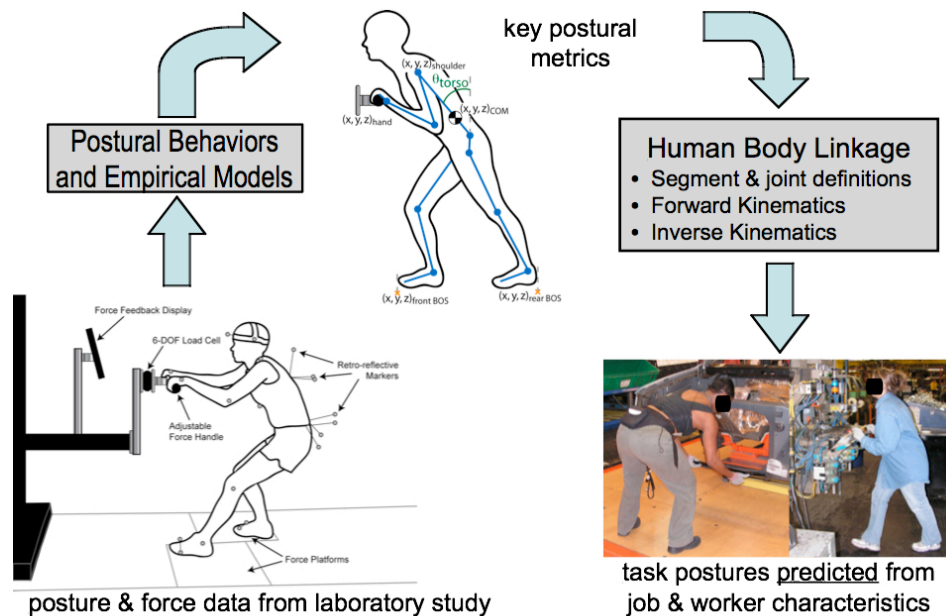 key postural
metrics
(x, y, z)shoulder
θtorso
(x, y, z)COM
(x, y, z)hand
(x, y, z)front BOS
(x, y, z)rear BOS
Postural Behaviors
and Empirical Models
Human Body Linkage
• Segment & joint definitions
• Forward Kinematics
• Inverse Kinematics
Force Feedback Display
6-DOF Load Cell
Retro-reflective
Markers
Adjustable
Force Handle
Force Platforms
posture & force data from laboratory study
task postures predicted from
job & worker characteristics